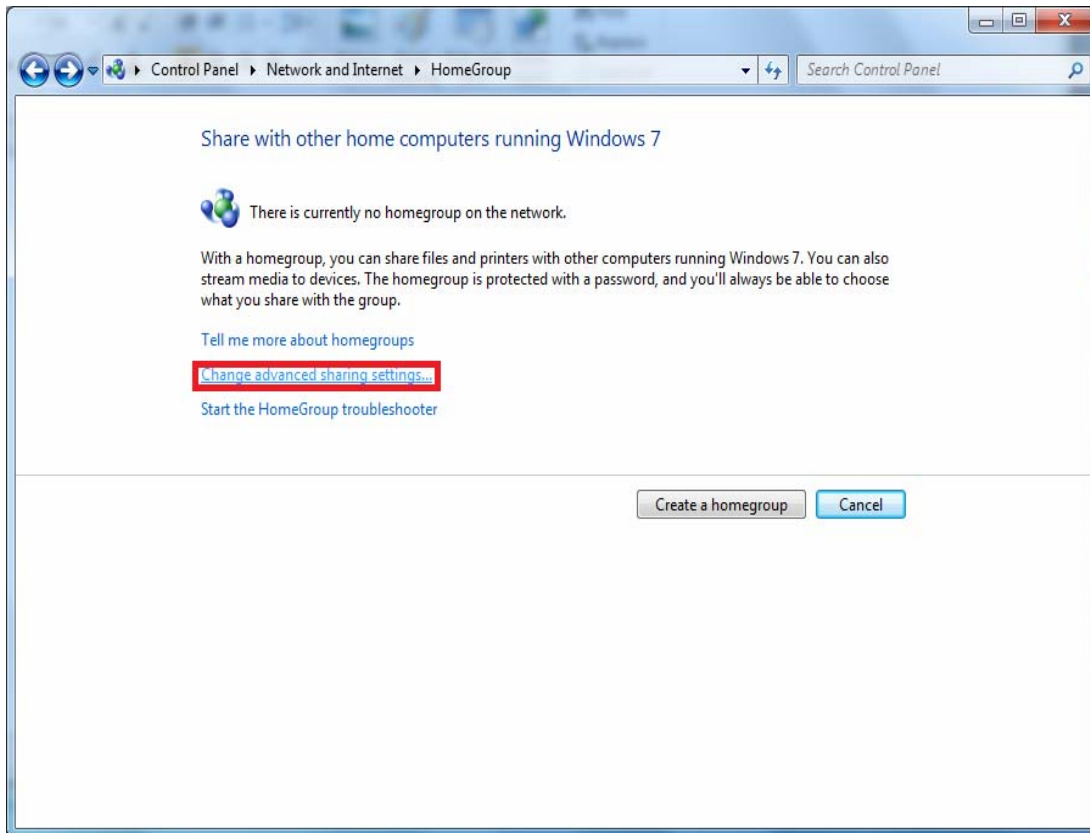 Control Panel ▸ Network and Internet ▸ HomeGroup
Search Control Panel
Share with other home computers running Windows 7
There is currently no homegroup on the network.
With a homegroup, you can share files and printers with other computers running Windows 7. You can also
stream media to devices. The homegroup is protected with a password, and you'll always be able to choose
what you share with the group.
Tell me more about homegroups
Change advanced sharing settings...
Start the HomeGroup troubleshooter
Create a homegroup
Cancel